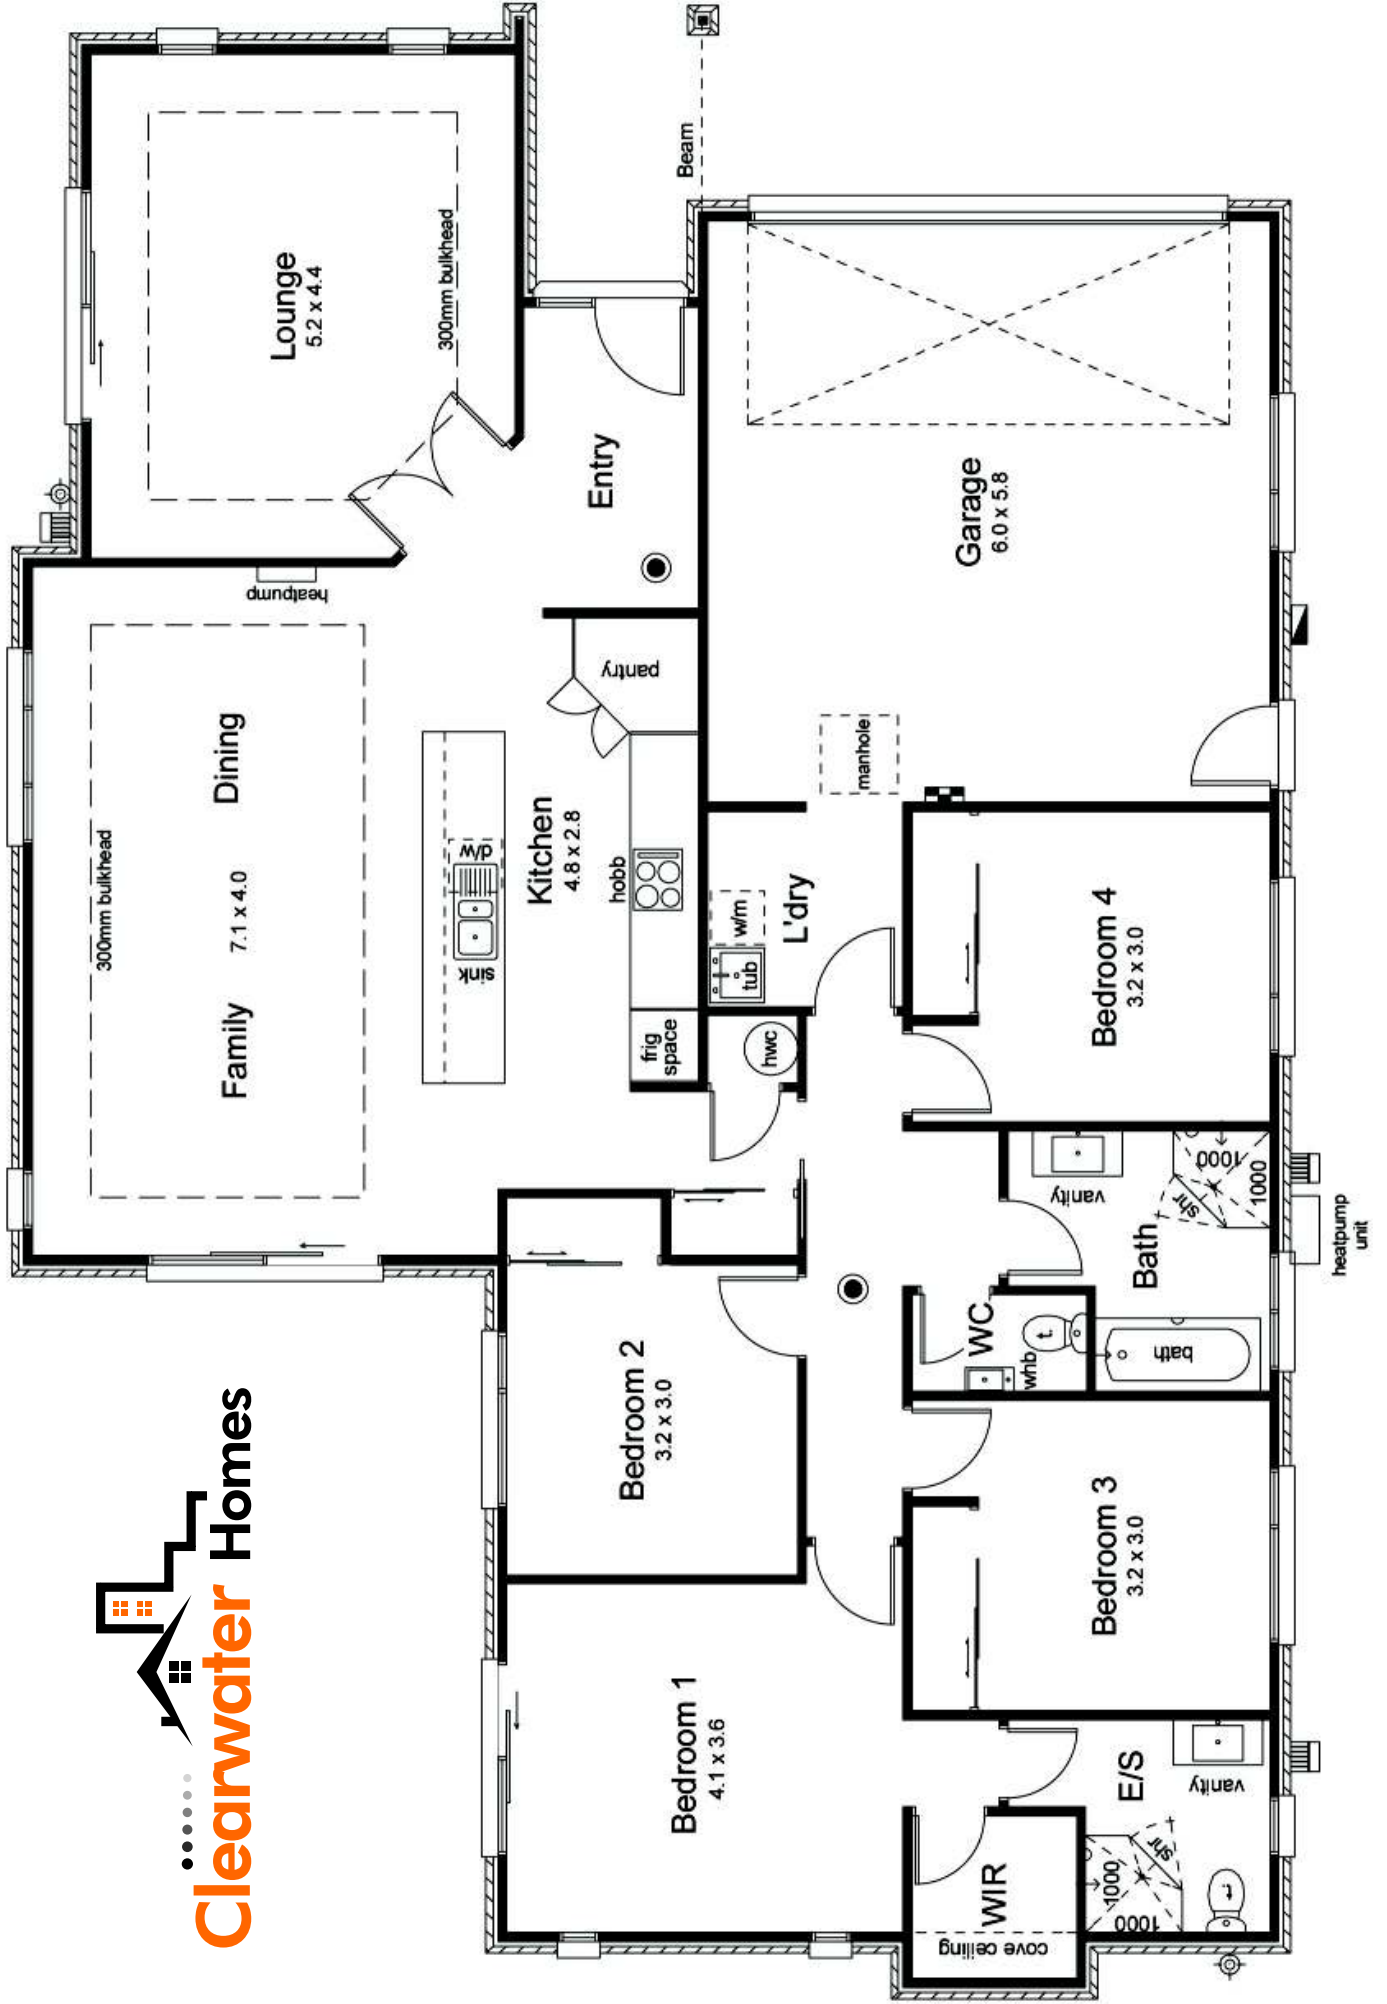 Clearwater Homes
Lounge
5.2 x 4.4
300mm bulkhead
Beam
Entry
Garage
6.0 x 5.8
manhole
heatpump
Dining
Family
7.1 x 4.0
300mm bulkhead
pantry
Kitchen
4.8 x 2.8
hobb
d/w
sink
frig
space
L'dry
w/m
tub
hwc
Bedroom 4
3.2 x 3.0
vanity
Bath
shr
1000
1000
bath
heatpump
unit
WC
whb
t.
Bedroom 2
3.2 x 3.0
Bedroom 3
3.2 x 3.0
Bedroom 1
4.1 x 3.6
E/S
vanity
shr
1000
1000
t.
WIR
cove ceiling